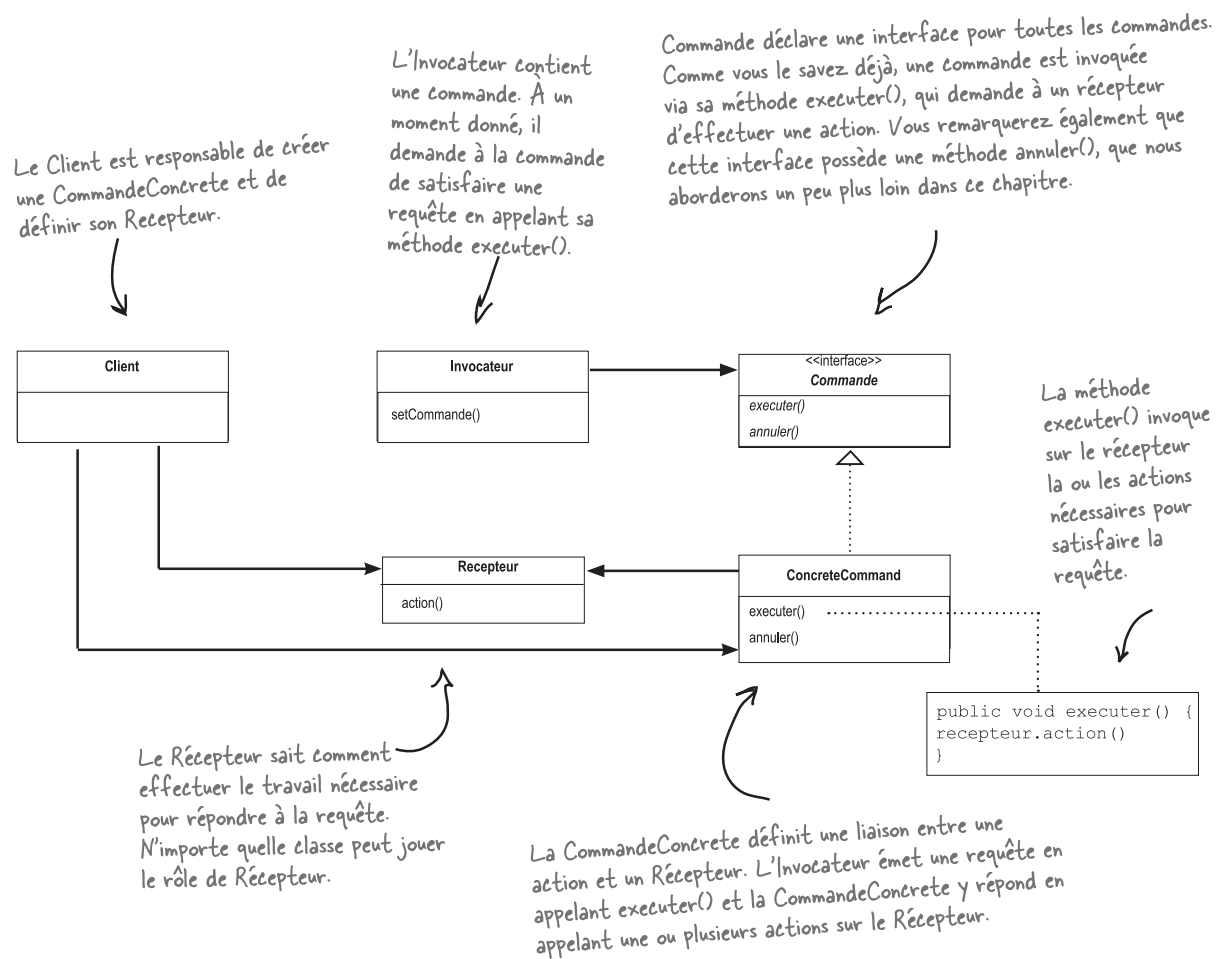 Le Client est responsable de créer
une CommandeConcrete et de
définir son Recepteur.
L'Invocateur contient
une commande. À un
moment donné, il
demande à la commande
de satisfaire une
requête en appelant sa
méthode executer().
Commande déclare une interface pour toutes les commandes.
Comme vous le savez déjà, une commande est invoquée
via sa méthode executer(), qui demande à un récepteur
d'effectuer une action. Vous remarquerez également que
cette interface possède une méthode annuler(), que nous
aborderons un peu plus loin dans ce chapitre.
Client
Invocateur
setCommande()
<<interface>>
Commande
executer()
annuler()
La méthode
executer() invoque
sur le récepteur
la ou les actions
nécessaires pour
satisfaire la
requête.
Recepteur
action()
ConcreteCommand
executer()
annuler()
public void executer() {
recepteur.action()
}
Le Récepteur sait comment
effectuer le travail nécessaire
pour répondre à la requête.
N'importe quelle classe peut jouer
le rôle de Récepteur.
La CommandeConcrete définit une liaison entre une
action et un Récepteur. L'Invocateur émet une requête en
appelant executer() et la CommandeConcrete y répond en
appelant une ou plusieurs actions sur le Récepteur.